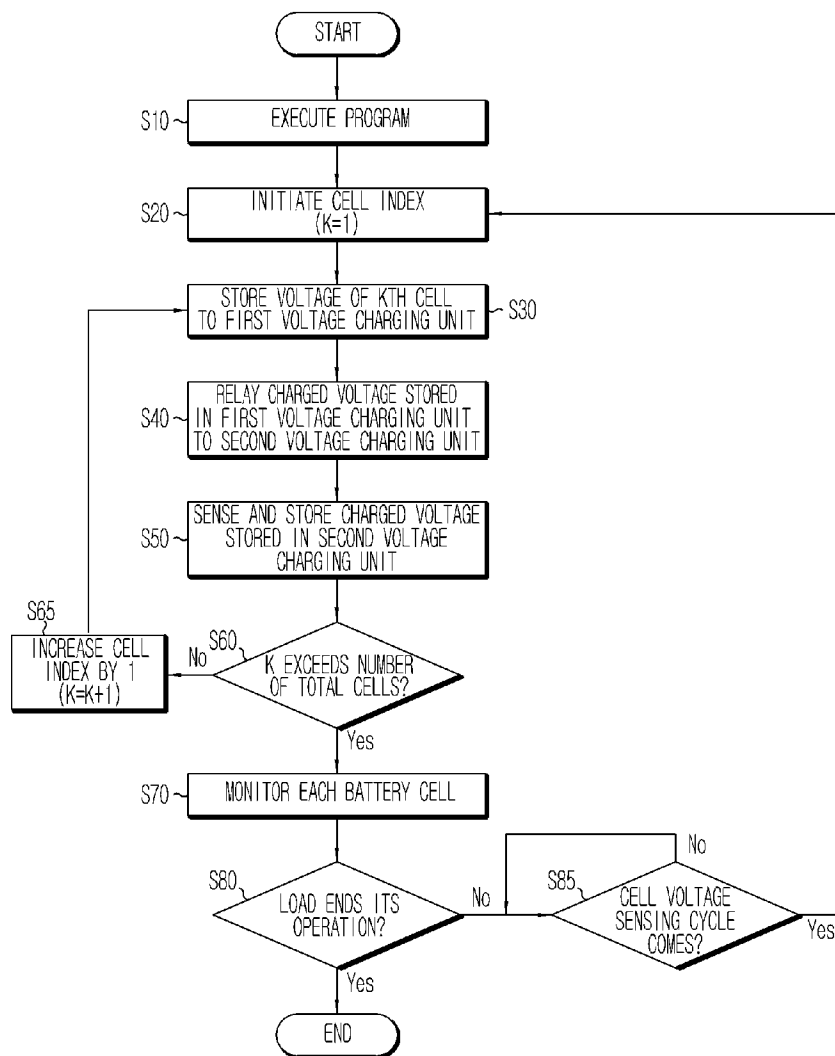 START
S10
EXECUTE PROGRAM
S20
INITIATE CELL INDEX
(K=1)
STORE VOLTAGE OF KTH CELL
TO FIRST VOLTAGE CHARGING UNIT
S30
S40
RELAY CHARGED VOLTAGE STORED
IN FIRST VOLTAGE CHARGING UNIT
TO SECOND VOLTAGE CHARGING UNIT
S50
SENSE AND STORE CHARGED VOLTAGE
STORED IN SECOND VOLTAGE
CHARGING UNIT
S65
INCREASE CELL
INDEX BY 1
(K=K+1)
No
S60
K EXCEEDS NUMBER
OF TOTAL CELLS?
Yes
S70
MONITOR EACH BATTERY CELL
S80
LOAD ENDS ITS
OPERATION?
No
Yes
S85
CELL VOLTAGE
SENSING CYCLE
COMES?
No
Yes
END